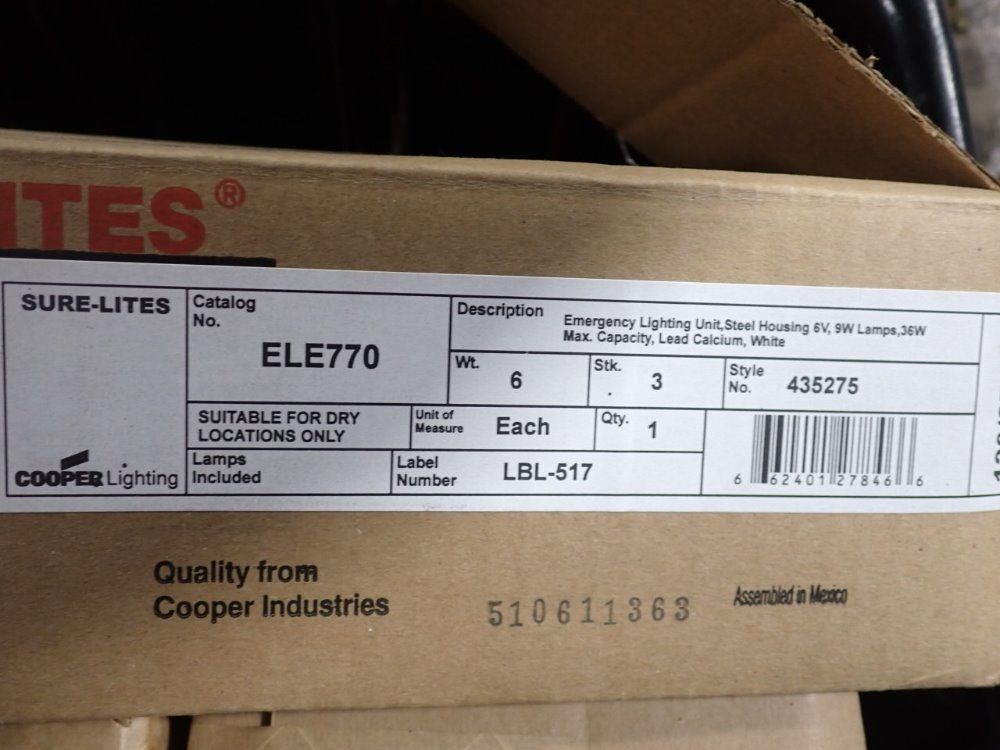 ITES®
SURE-LITES
Catalog
No.
ELE770
Description
Emergency Lighting Unit,Steel Housing 6V, 9W Lamps,36W
Max. Capacity, Lead Calcium, White
Wt.
6
Stk.
3
Style
No.
435275
SUITABLE FOR DRY
LOCATIONS ONLY
Unit of
Measure
Each
Qty.
1
COOPER Lighting
Lamps
Included
Label
Number
LBL-517
6 62401 27846 6
Quality from
Cooper Industries
510611363
Assembled in Mexico